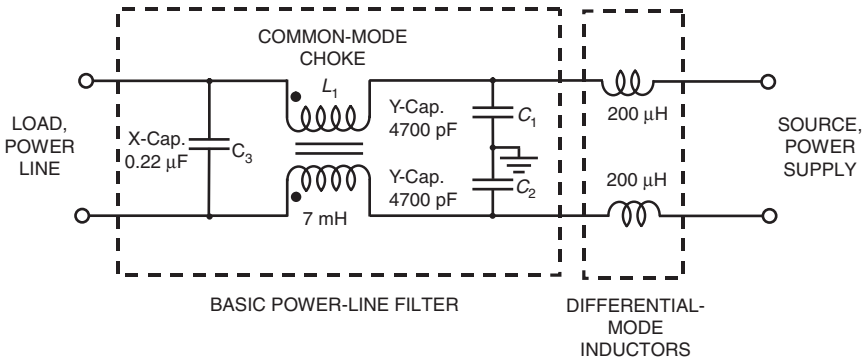 COMMON-MODE
CHOKE
L1
LOAD,
POWER
LINE
X-Cap.
0.22 μF
C3
Y-Cap.
4700 pF
C1
Y-Cap.
4700 pF
C2
7 mH
200 μH
200 μH
SOURCE,
POWER
SUPPLY
BASIC POWER-LINE FILTER
DIFFERENTIAL-
MODE
INDUCTORS